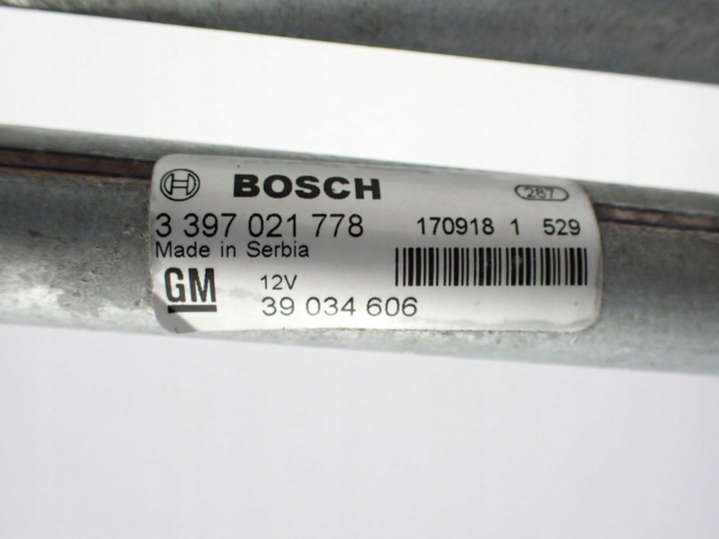 BOSCH 287
3 397 021 778 170918 1 529
Made in Serbia
GM 12V
39 034 606